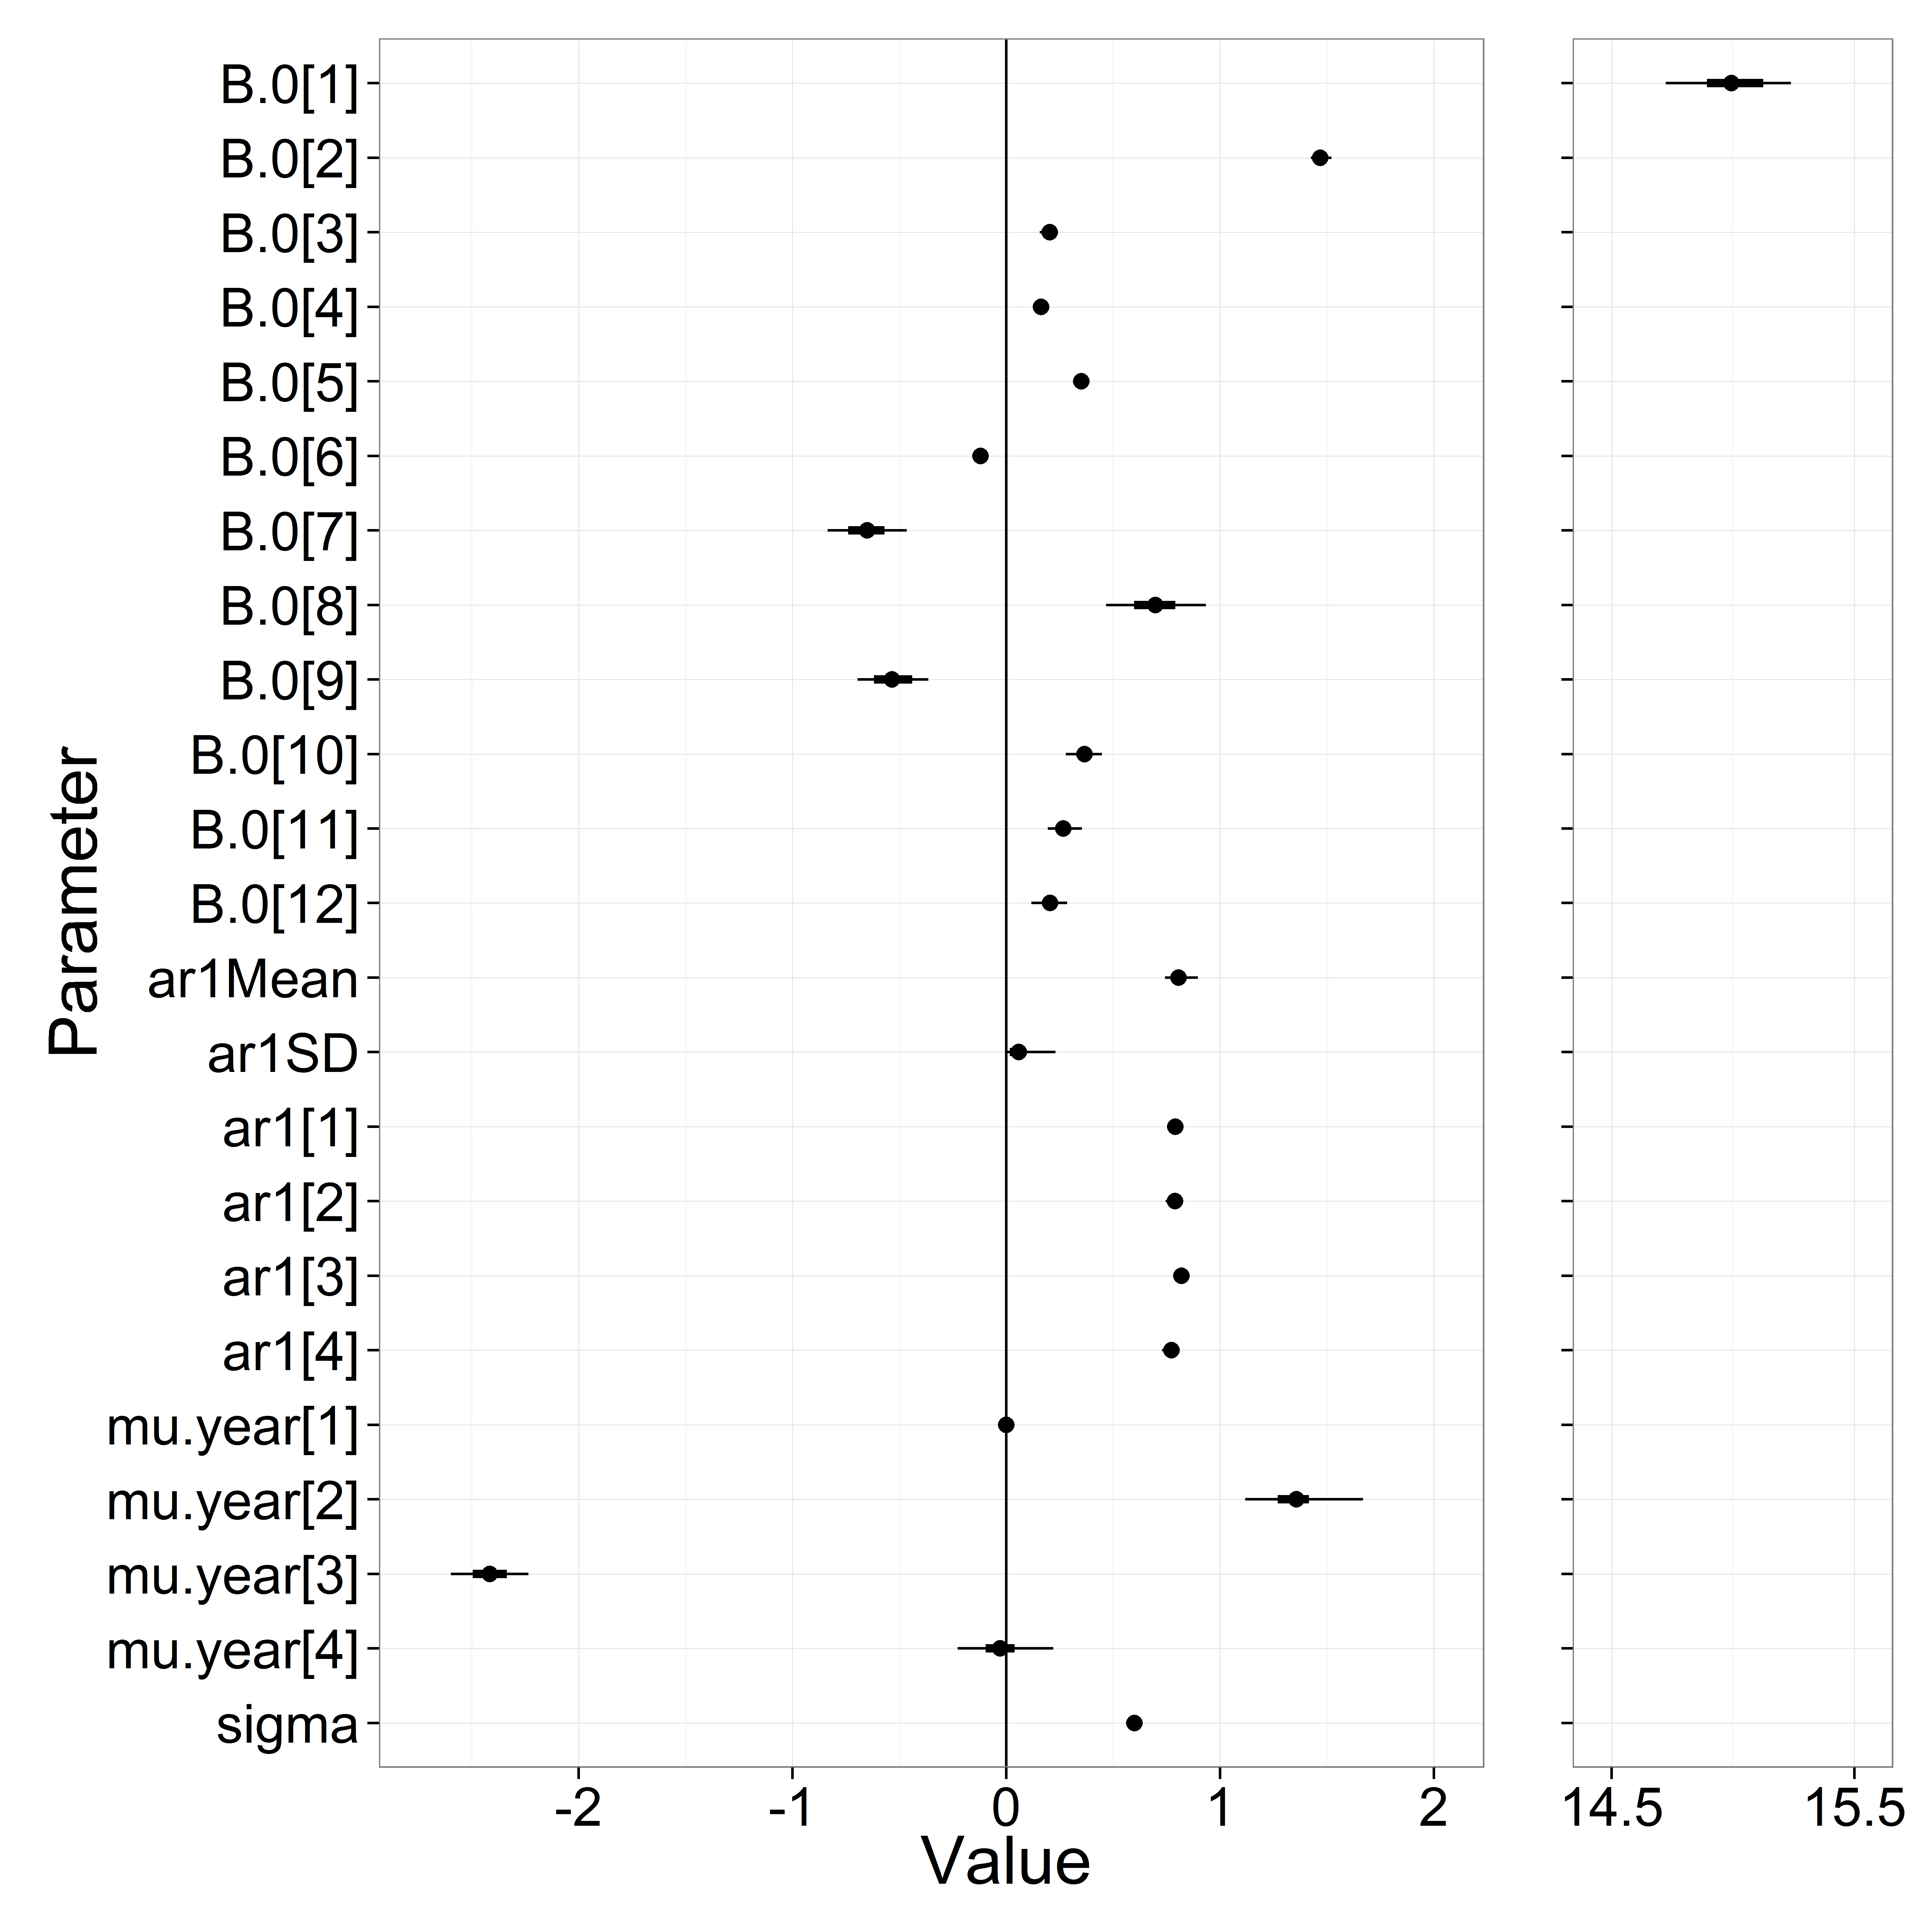 B.0[1]
B.0[2]
B.0[3]
B.0[4]
B.0[5]
B.0[6]
B.0[7]
B.0[8]
B.0[9]
B.0[10]
B.0[11]
B.0[12]
ar1Mean
ar1SD
ar1[1]
ar1[2]
ar1[3]
ar1[4]
mu.year[1]
mu.year[2]
mu.year[3]
mu.year[4]
sigma
Parameter
-2 -1 0 1 2 14.5 15.5
Value